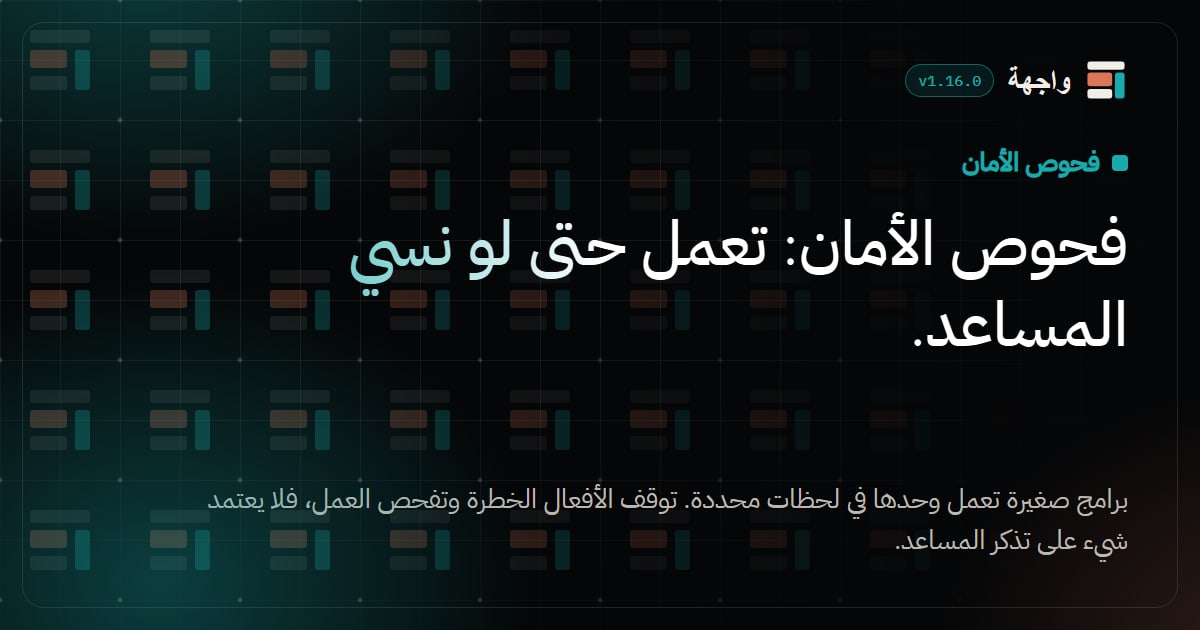 واجهة
v1.16.0
فحوص الأمان
فحوص الأمان: تعمل حتى لو نسي
المساعد.
برامج صغيرة تعمل وحدها في لحظات محددة. توقف الأفعال الخطرة وتفحص العمل، فلا يعتمد
شيء على تذكر المساعد.